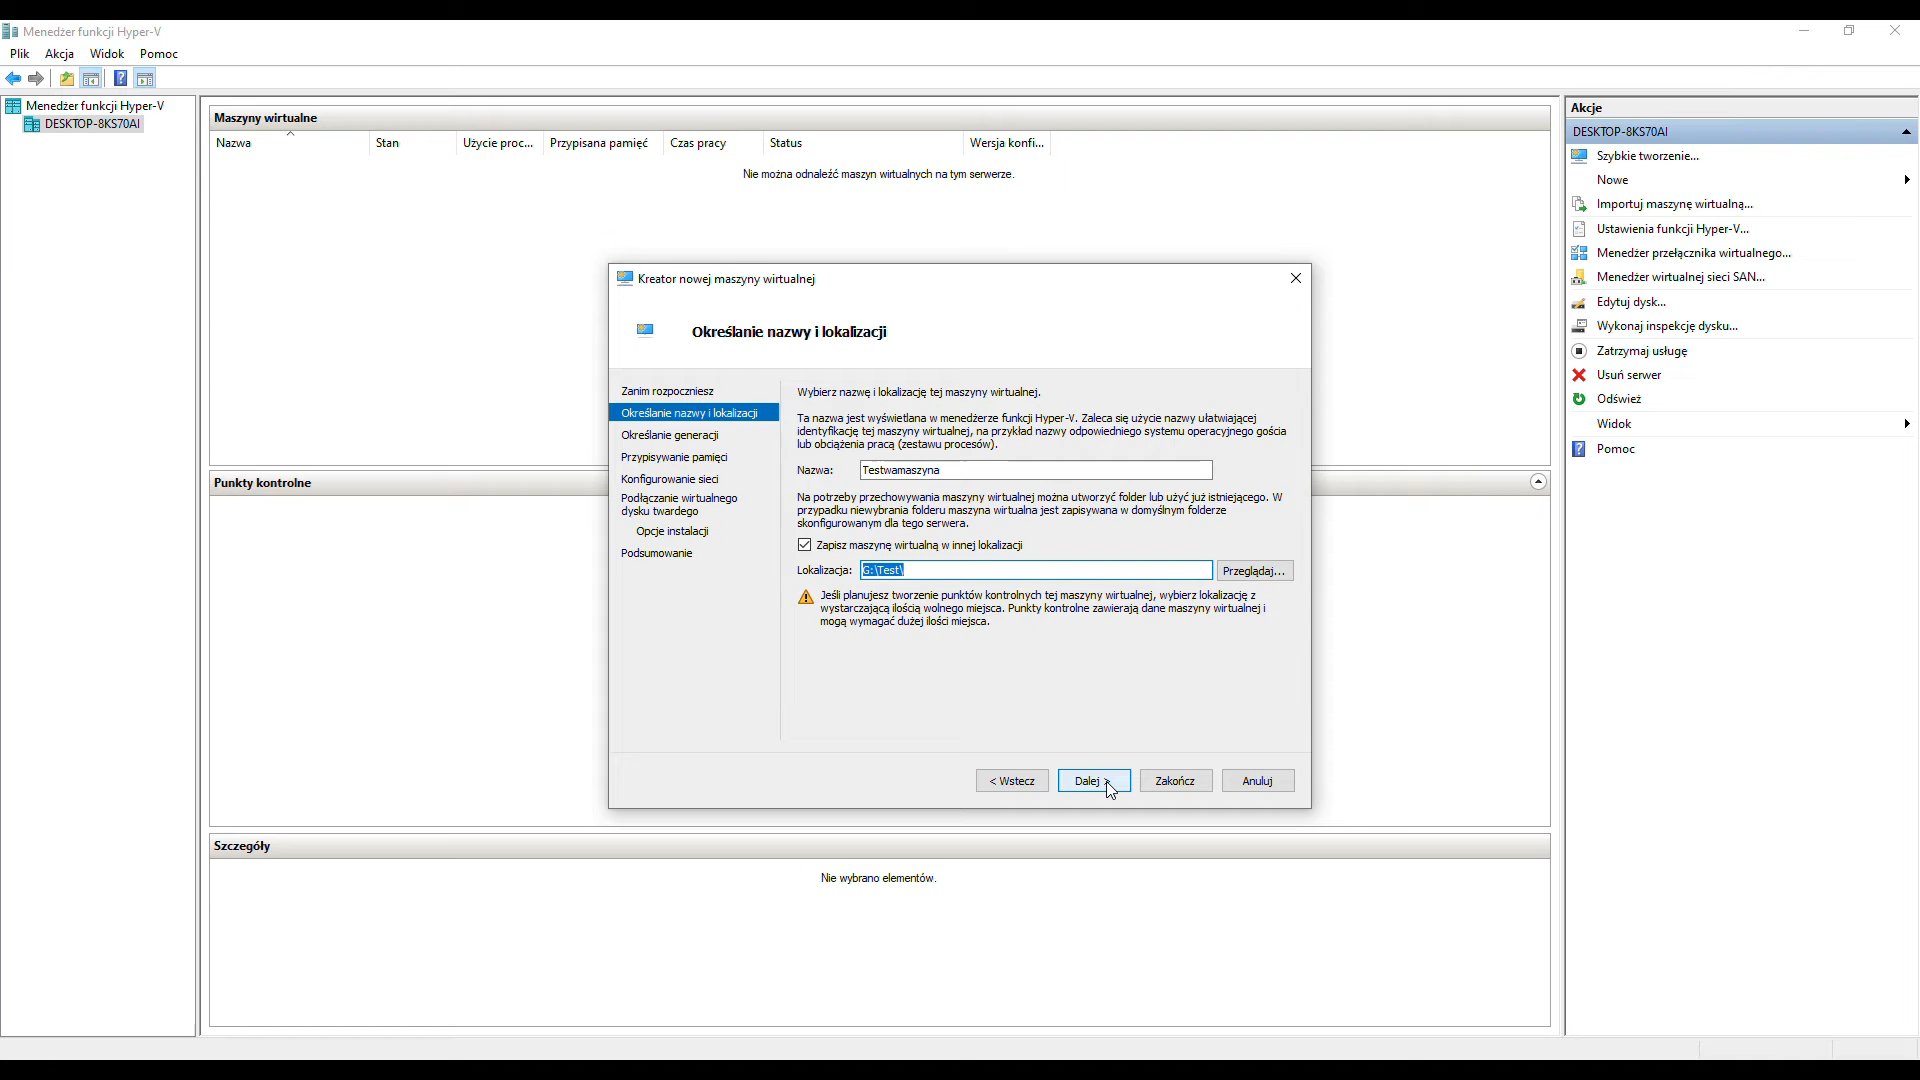 Menedżer funkcji Hyper-V
Plik Akcja Widok Pomoc
Menedżer funkcji Hyper-V
DESKTOP-8KS70AI
Maszyny wirtualne
Nazwa Stan Użycie proc... Przypisana pamięć Czas pracy Status Wersja konfi...
Nie można odnaleźć maszyn wirtualnych na tym serwerze.
Kreator nowej maszyny wirtualnej
Określanie nazwy i lokalizacji
Zanim rozpoczniesz
Określanie nazwy i lokalizacji
Określanie generacji
Przypisywanie pamięci
Konfigurowanie sieci
Podłączanie wirtualnego
dysku twardego
Opcje instalacji
Podsumowanie
Wybierz nazwę i lokalizację tej maszyny wirtualnej.
Ta nazwa jest wyświetlana w menedżerze funkcji Hyper-V. Zaleca się użycie nazwy ułatwiającej
identyfikację tej maszyny wirtualnej, na przykład nazwy odpowiedniego systemu operacyjnego gościa
lub obciążenia pracą (zestawu procesów).
Nazwa: Testwamaszyna
Na potrzeby przechowywania maszyny wirtualnej można utworzyć folder lub użyć już istniejącego. W
przypadku niewybrania folderu maszyna wirtualna jest zapisywana w domyślnym folderze
skonfigurowanym dla tego serwera.
Zapisz maszynę wirtualną w innej lokalizacji
Lokalizacja: G:\Test\ Przeglądaj...
Jeśli planujesz tworzenie punktów kontrolnych tej maszyny wirtualnej, wybierz lokalizację z
wystarczającą ilością wolnego miejsca. Punkty kontrolne zawierają dane maszyny wirtualnej i
mogą wymagać dużej ilości miejsca.
< Wstecz Dalej > Zakończ Anuluj
Punkty kontrolne
Szczegóły
Nie wybrano elementów.
Akcje
DESKTOP-8KS70AI
Szybkie tworzenie...
Nowe
Importuj maszynę wirtualną...
Ustawienia funkcji Hyper-V...
Menedżer przełącznika wirtualnego...
Menedżer wirtualnej sieci SAN...
Edytuj dysk...
Wykonaj inspekcję dysku...
Zatrzymaj usługę
Usuń serwer
Odśwież
Widok
Pomoc